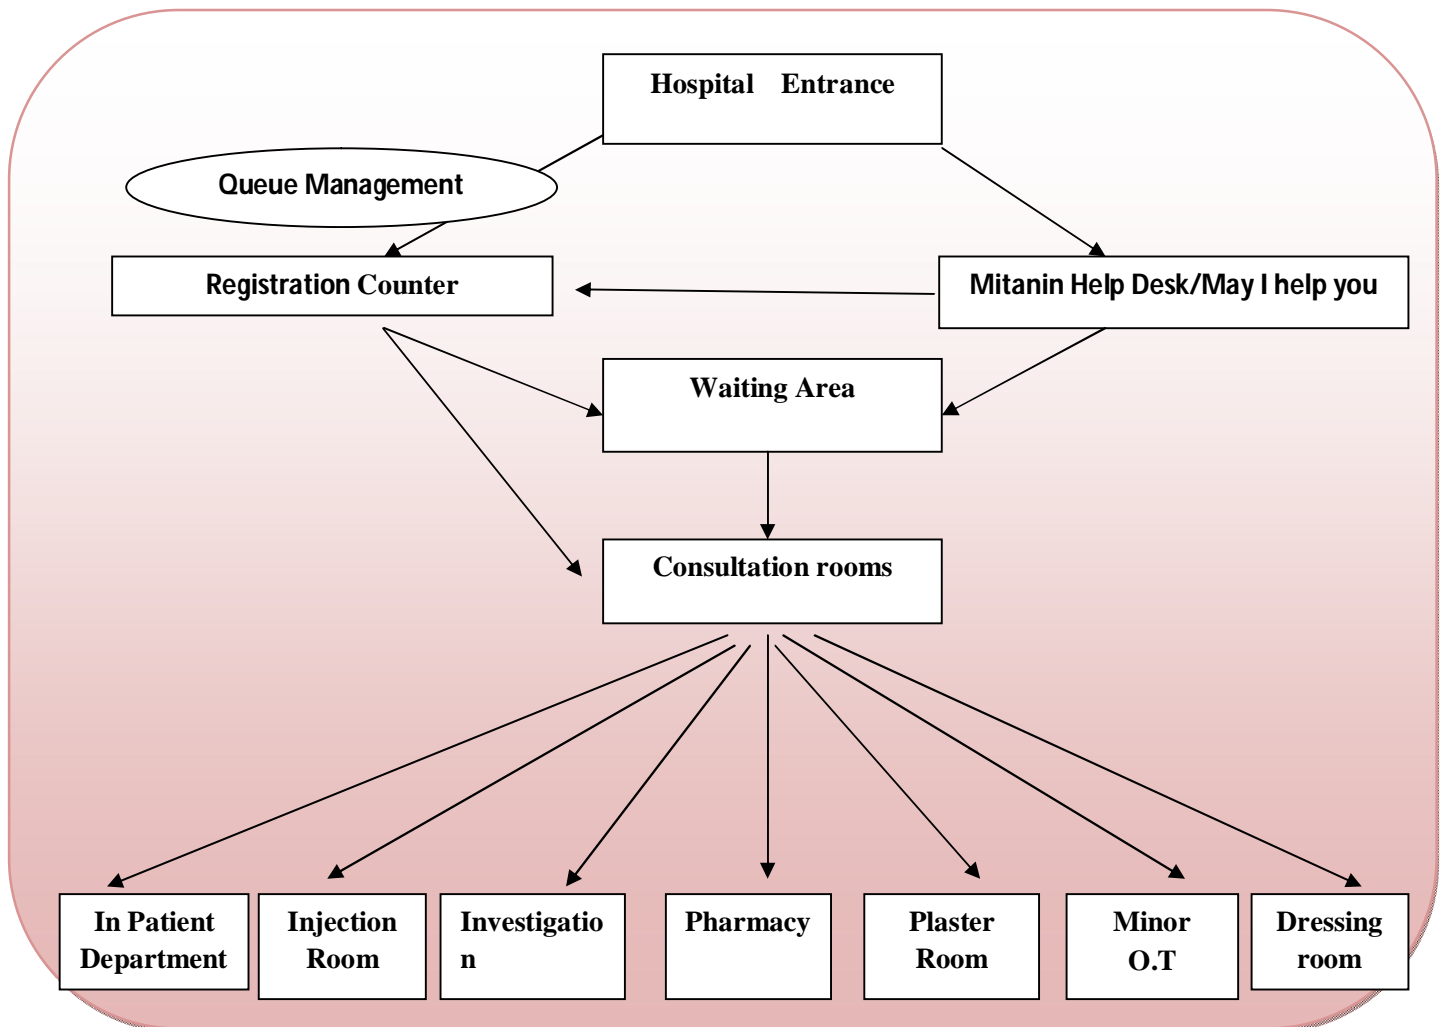 Hospital Entrance
Queue Management
Registration Counter
Mitanin Help Desk/May I help you
Waiting Area
Consultation rooms
In Patient
Department
Injection
Room
Investigatio
n
Pharmacy
Plaster
Room
Minor
O.T
Dressing
room